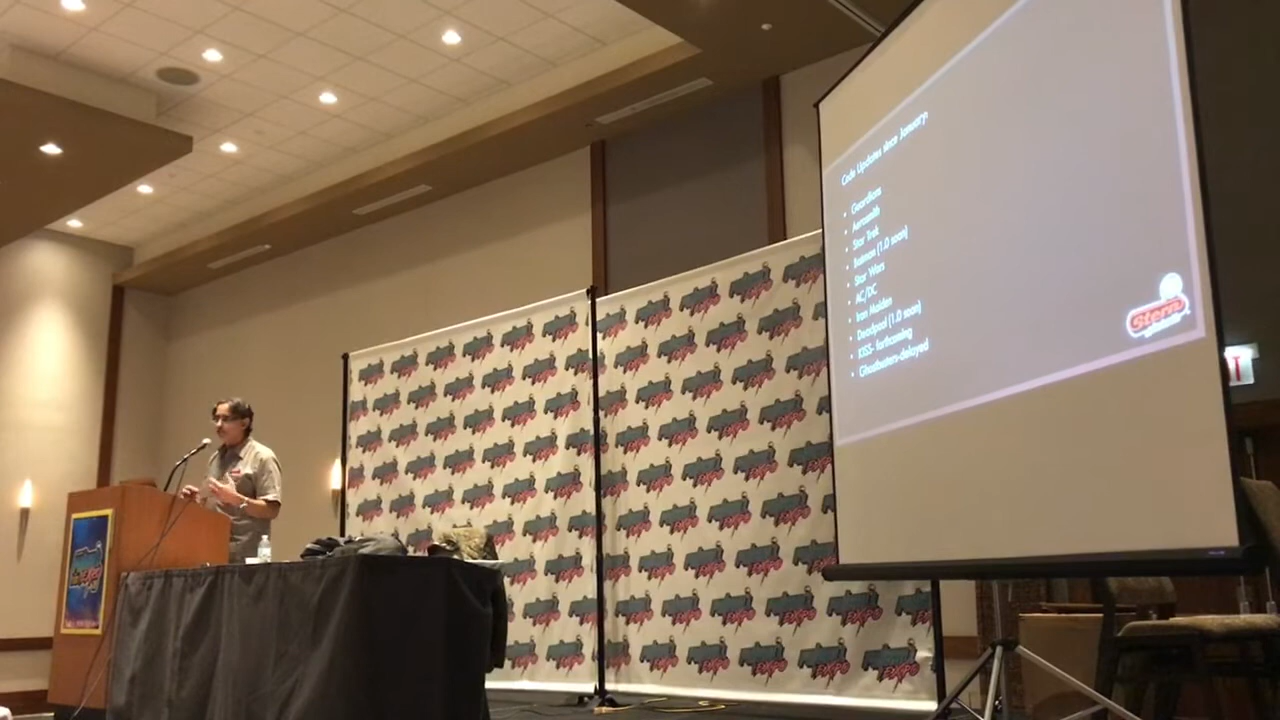 Code Updates since January:
• Guardians
• Aerosmith
• Star Trek
• Batman (1.0 soon)
• Star Wars
• AC/DC
• Iron Maiden
• Deadpool (1.0 soon)
• KISS- forthcoming
• Ghostbusters-delayed
Stern
EXPO